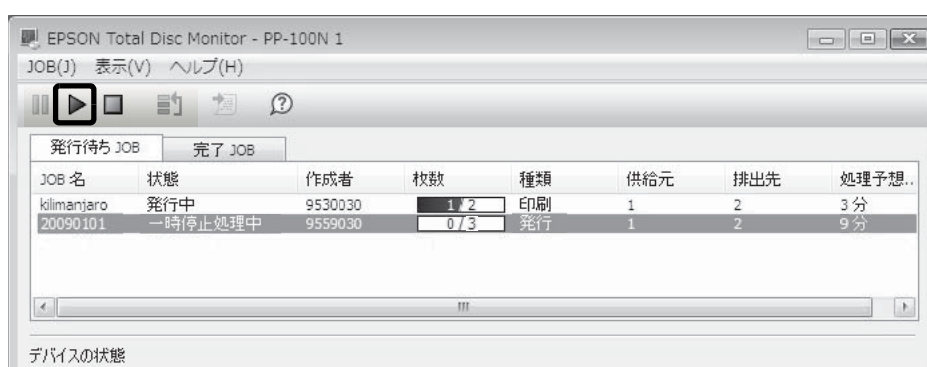 EPSON Total Disc Monitor - PP-100N 1
JOB(J) 表示(V) ヘルプ(H)
発行待ち JOB 完了 JOB
JOB 名 状態 作成者 枚数 種類 供給元 排出先 処理予想..
kilimanjaro 発行中 9530030 1 / 2 印刷 1 2 3 分
20090101 一時停止処理中 9559030 0 / 3 発行 1 2 9 分
デバイスの状態